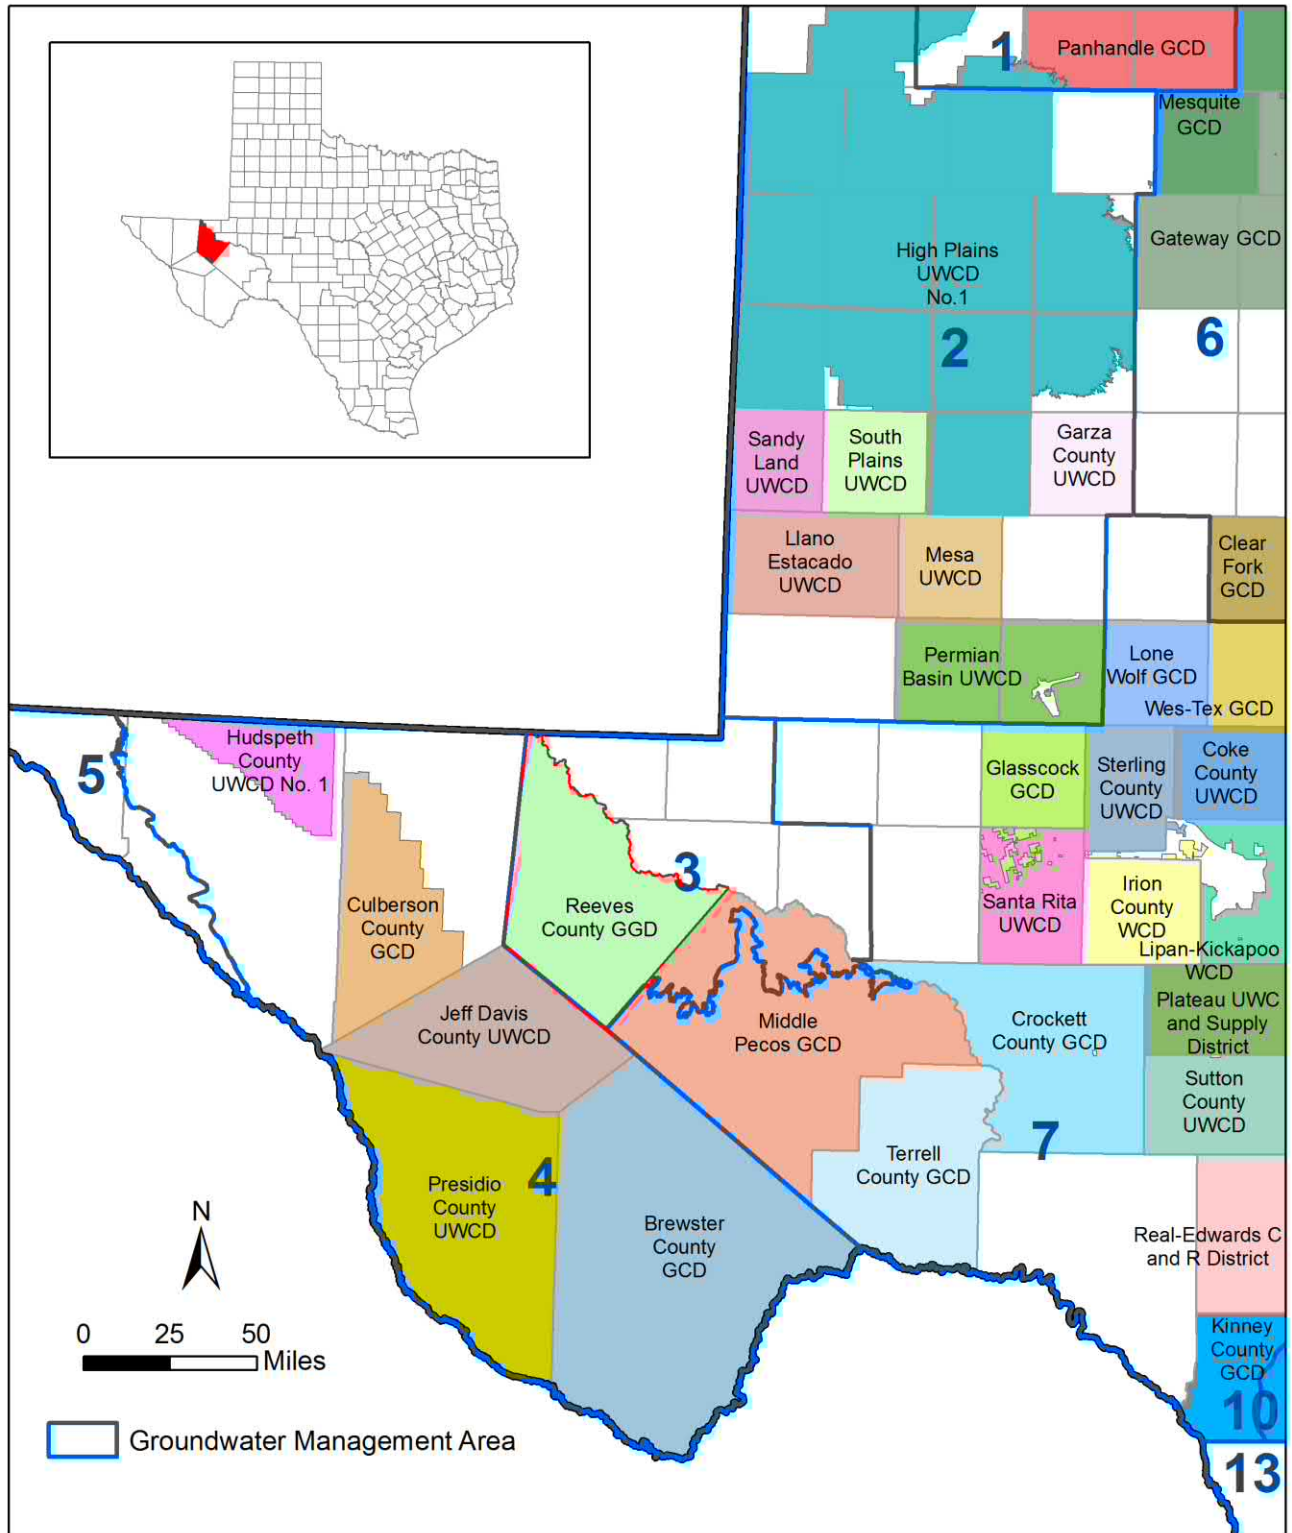 1
Panhandle GCD
Mesquite
GCD
Gateway GCD
High Plains
UWCD
No.1
2
6
Sandy
Land
UWCD
South
Plains
UWCD
Garza
County
UWCD
Llano
Estacado
UWCD
Mesa
UWCD
Clear
Fork
GCD
Permian
Basin UWCD
Lone
Wolf GCD
Wes-Tex GCD
5
Hudspeth
County
UWCD No. 1
Glasscock
GCD
Sterling
County
UWCD
Coke
County
UWCD
3
Culberson
County
GCD
Reeves
County GGD
Santa Rita
UWCD
Irion
County
WCD
Lipan-Kickapoo
WCD
Jeff Davis
County UWCD
Middle
Pecos GCD
Crockett
County GCD
Plateau UWC
and Supply
District
Sutton
County
UWCD
7
4
Presidio
County
UWCD
Terrell
County GCD
Brewster
County
GCD
Real-Edwards C
and R District
Kinney
County
GCD
10
13
N
0 25 50
Miles
Groundwater Management Area